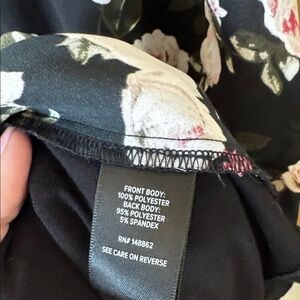 FRONT BODY:
100% POLYESTER
BACK BODY:
95% POLYESTER
5% SPANDEX
RN# 148862
SEE CARE ON REVERSE